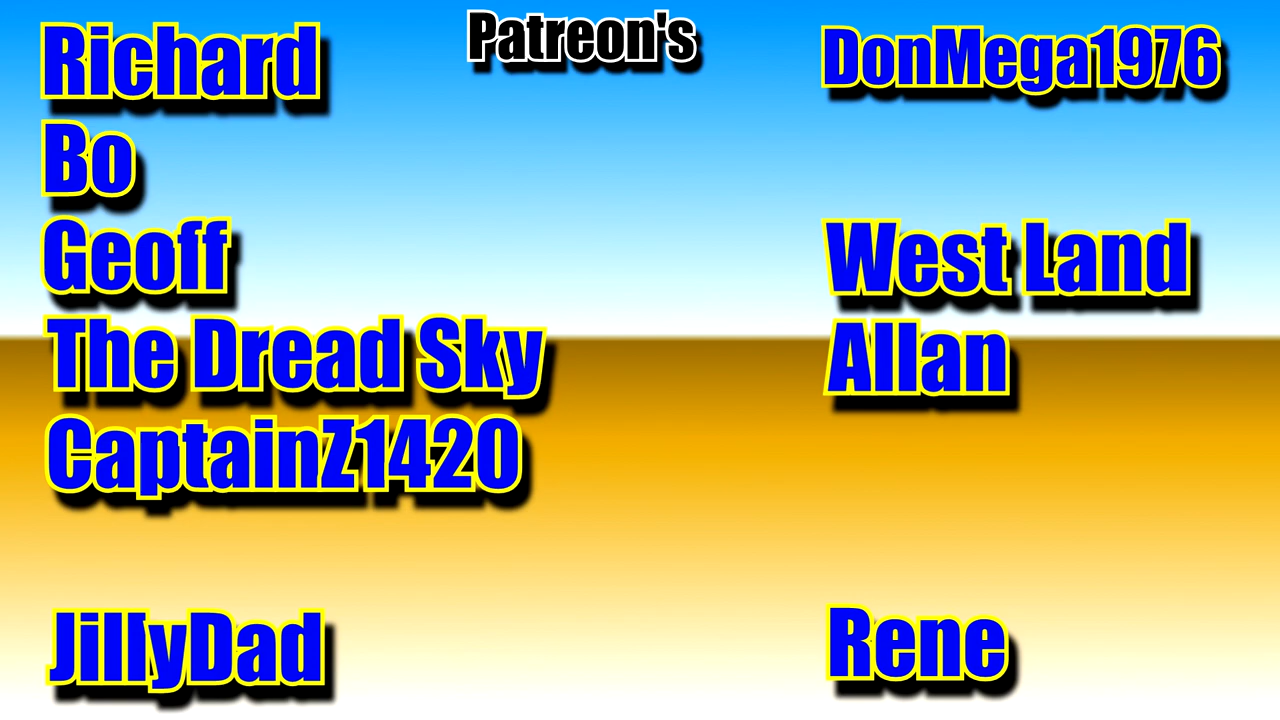 Patreon's
Richard
Bo
Geoff
The Dread Sky
CaptainZ1420
JillyDad
DonMega1976
West Land
Allan
Rene